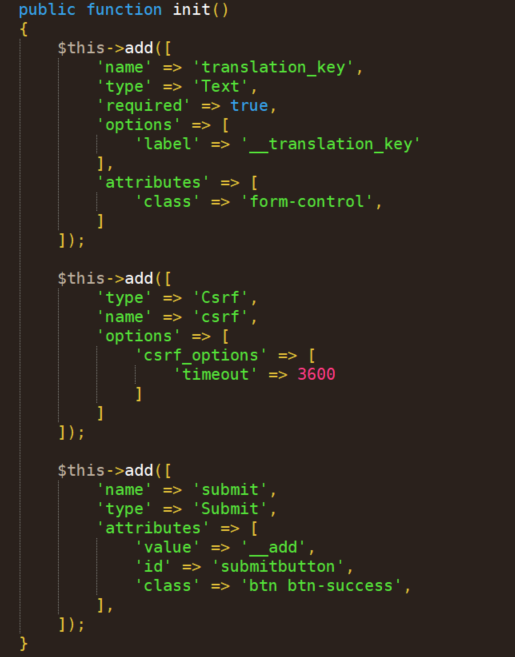 public function init()
{
    $this->add([
        'name' => 'translation_key',
        'type' => 'Text',
        'required' => true,
        'options' => [
            'label' => '__translation_key'
        ],
        'attributes' => [
            'class' => 'form-control',
        ]
    ]);

    $this->add([
        'type' => 'Csrf',
        'name' => 'csrf',
        'options' => [
            'csrf_options' => [
                'timeout' => 3600
            ]
        ]
    ]);

    $this->add([
        'name' => 'submit',
        'type' => 'Submit',
        'attributes' => [
            'value' => '__add',
            'id' => 'submitbutton',
            'class' => 'btn btn-success',
        ],
    ]);
}